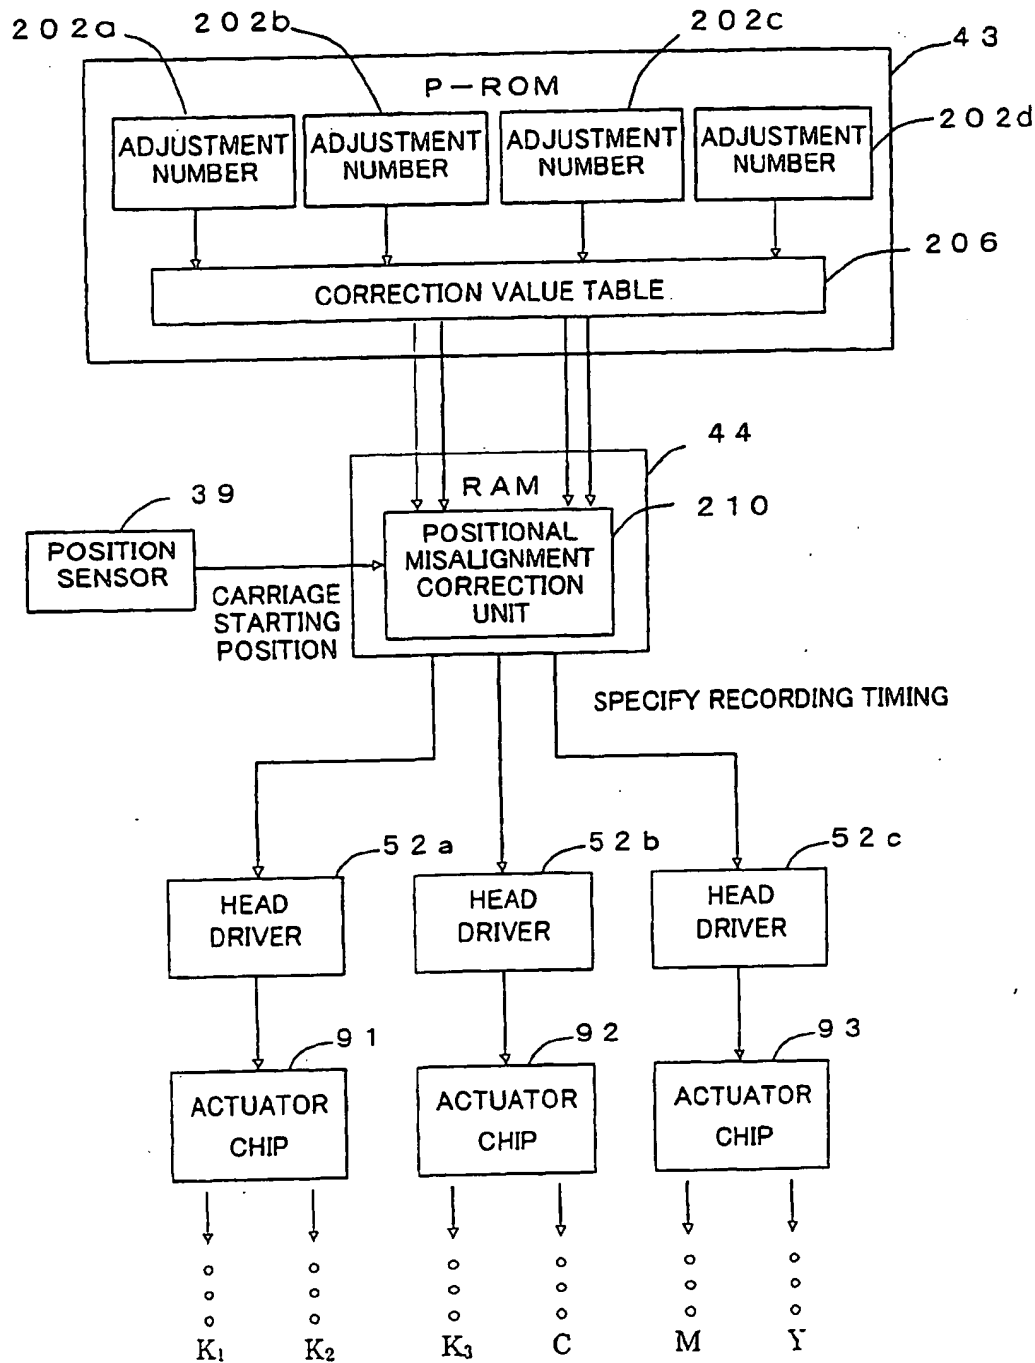 202a
202b
202c
43
P-ROM
ADJUSTMENT
NUMBER
ADJUSTMENT
NUMBER
ADJUSTMENT
NUMBER
ADJUSTMENT
NUMBER
202d
206
CORRECTION VALUE TABLE
44
RAM
39
210
POSITION
SENSOR
POSITIONAL
MISALIGNMENT
CORRECTION
UNIT
CARRIAGE
STARTING
POSITION
SPECIFY RECORDING TIMING
52a
52b
52c
HEAD
DRIVER
HEAD
DRIVER
HEAD
DRIVER
91
92
93
ACTUATOR
CHIP
ACTUATOR
CHIP
ACTUATOR
CHIP
K₁
K₂
K₃
C
M
Y